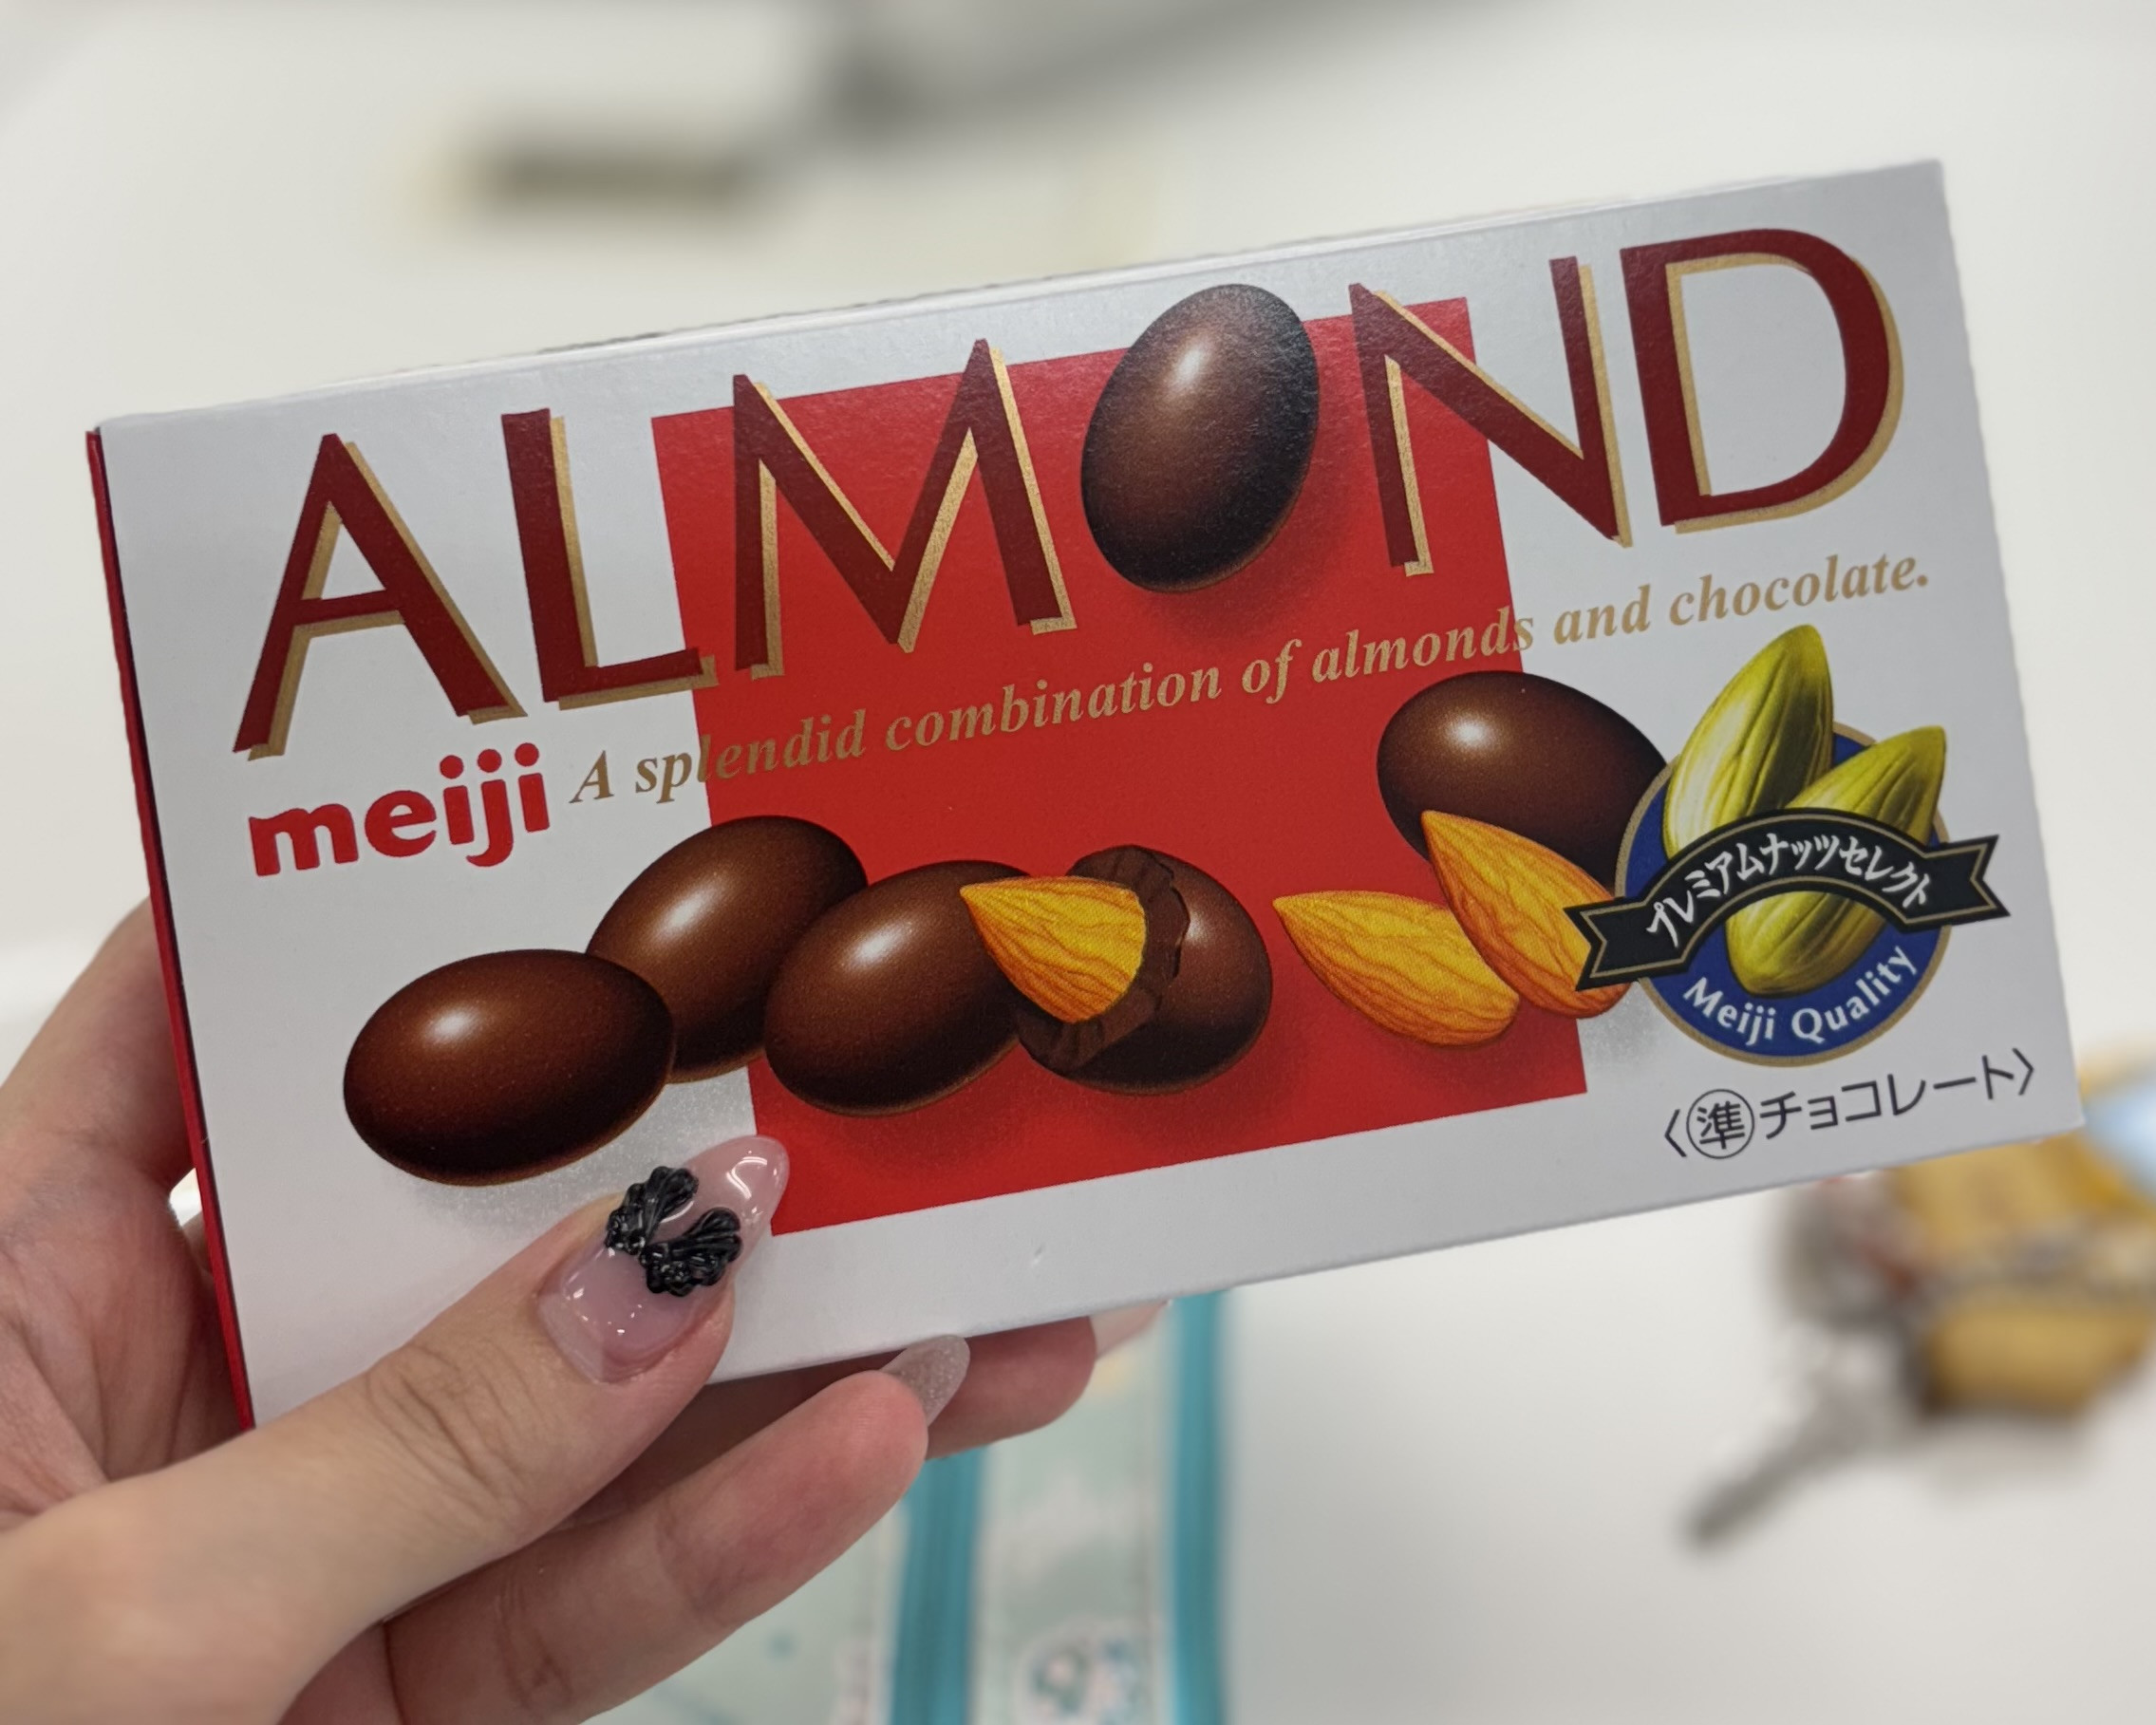 ALMOND
meiji A splendid combination of almonds and chocolate.
プレミアムナッツセレクト
Meiji Quality
〈㊜チョコレート〉